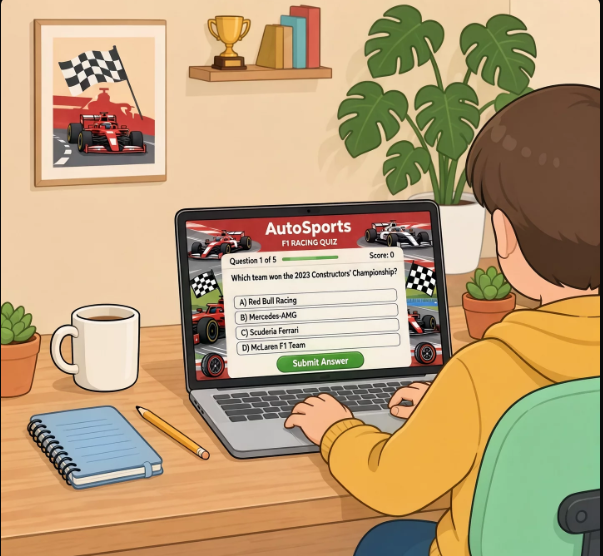 AutoSports
F1 RACING QUIZ
Question 1 of 5 Score: 0
Which team won the 2023 Constructors' Championship?
A) Red Bull Racing
B) Mercedes-AMG
C) Scuderia Ferrari
D) McLaren F1 Team
Submit Answer